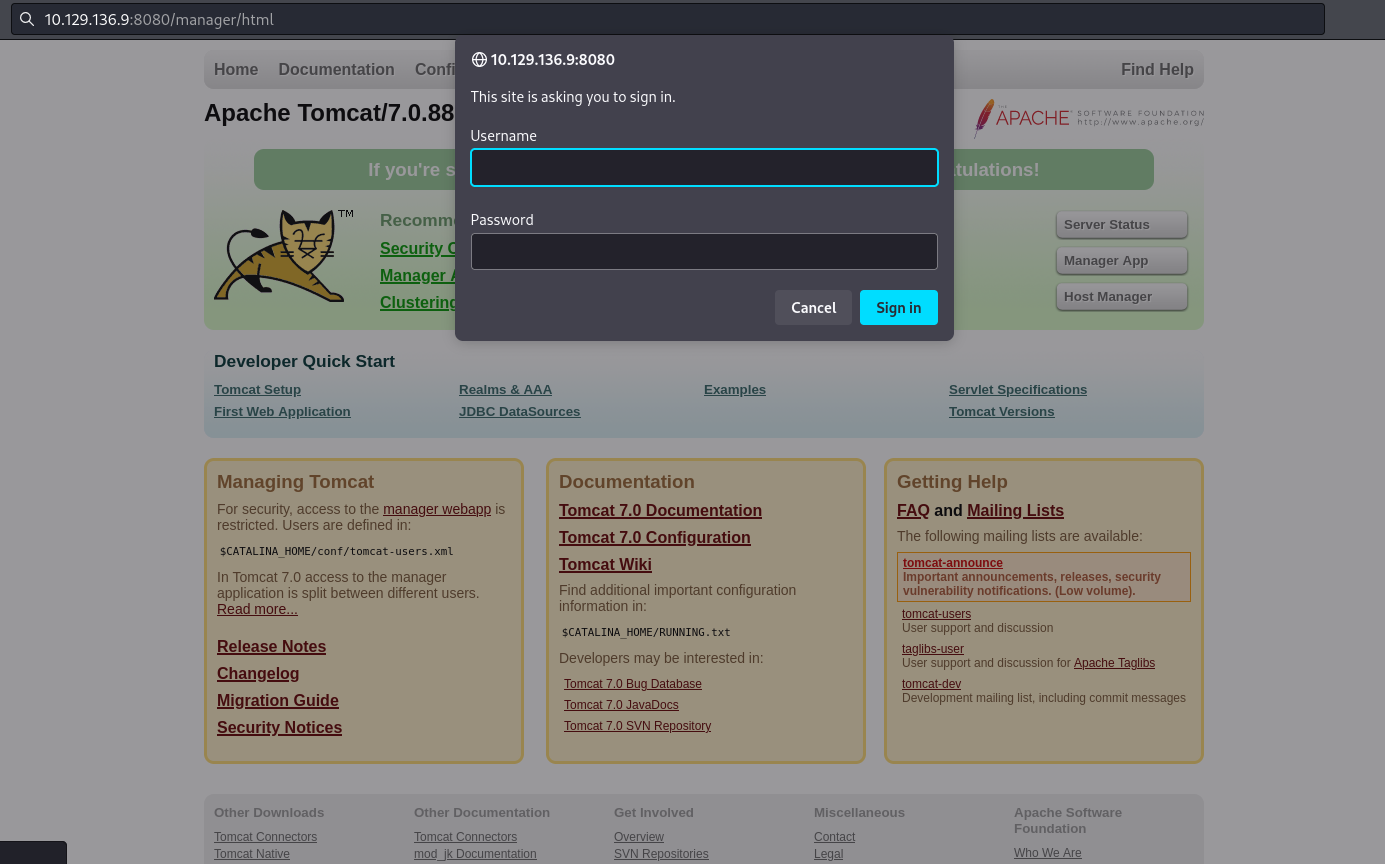 10.129.136.9:8080/manager/html
10.129.136.9:8080
This site is asking you to sign in.
Username
Password
Cancel
Sign in
Home
Documentation
Find Help
Apache Tomcat/7.0.88
THE
APACHE
SOFTWARE FOUNDATION
http://www.apache.org/
If you're
TM
Security
Manager
Clustering
Server Status
Manager App
Host Manager
Developer Quick Start
Tomcat Setup
Realms & AAA
Examples
Servlet Specifications
First Web Application
JDBC DataSources
Tomcat Versions
Managing Tomcat
For security, access to the manager webapp is
restricted. Users are defined in:
$CATALINA_HOME/conf/tomcat-users.xml
In Tomcat 7.0 access to the manager
application is split between different users.
Read more...
Release Notes
Changelog
Migration Guide
Security Notices
Documentation
Tomcat 7.0 Documentation
Tomcat 7.0 Configuration
Tomcat Wiki
Find additional important configuration
information in:
$CATALINA_HOME/RUNNING.txt
Developers may be interested in:
Tomcat 7.0 Bug Database
Tomcat 7.0 JavaDocs
Tomcat 7.0 SVN Repository
Getting Help
FAQ and Mailing Lists
The following mailing lists are available:
tomcat-announce
Important announcements, releases, security
vulnerability notifications. (Low volume).
tomcat-users
User support and discussion
taglibs-user
User support and discussion for Apache Taglibs
tomcat-dev
Development mailing list, including commit messages
Other Downloads
Tomcat Connectors
Tomcat Native
Other Documentation
Tomcat Connectors
mod_jk Documentation
Get Involved
Overview
SVN Repositories
Miscellaneous
Contact
Legal
Apache Software
Foundation
Who We Are